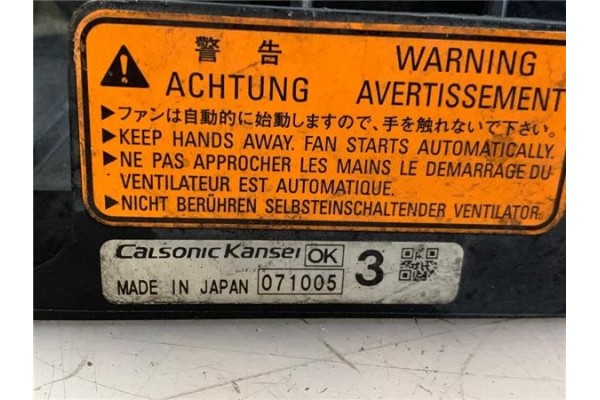 警告 WARNING
ACHTUNG AVERTISSEMENT
▶ファンは自動的に始動しますので、手を触れないで下さい。
▶KEEP HANDS AWAY. FAN STARTS AUTOMATICALLY.
▶NE PAS APPROCHER LES MAINS LE DEMARRAGE DU
VENTILATEUR EST AUTOMATIQUE.
▶NICHT BERÜHREN SELBSTEINSCHALTENDER VENTILATOR
CalsonicKansei OK 3
MADE IN JAPAN 071005